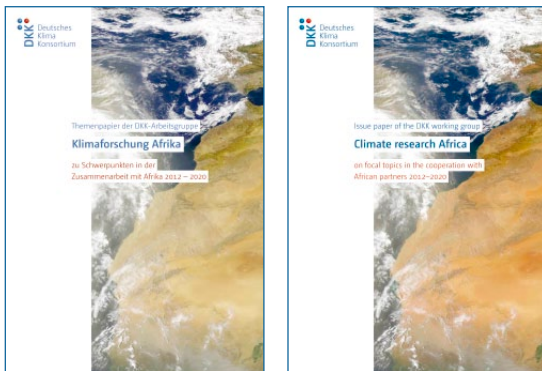 DKK Deutsches
Klima
Konsortium
Themenpapier der DKK-Arbeitsgruppe
Klimaforschung Afrika
zu Schwerpunkten in der
Zusammenarbeit mit Afrika 2012 – 2020
DKK Deutsches
Klima
Konsortium
Issue paper of the DKK working group
Climate research Africa
on focal topics in the cooperation with
African partners 2012–2020